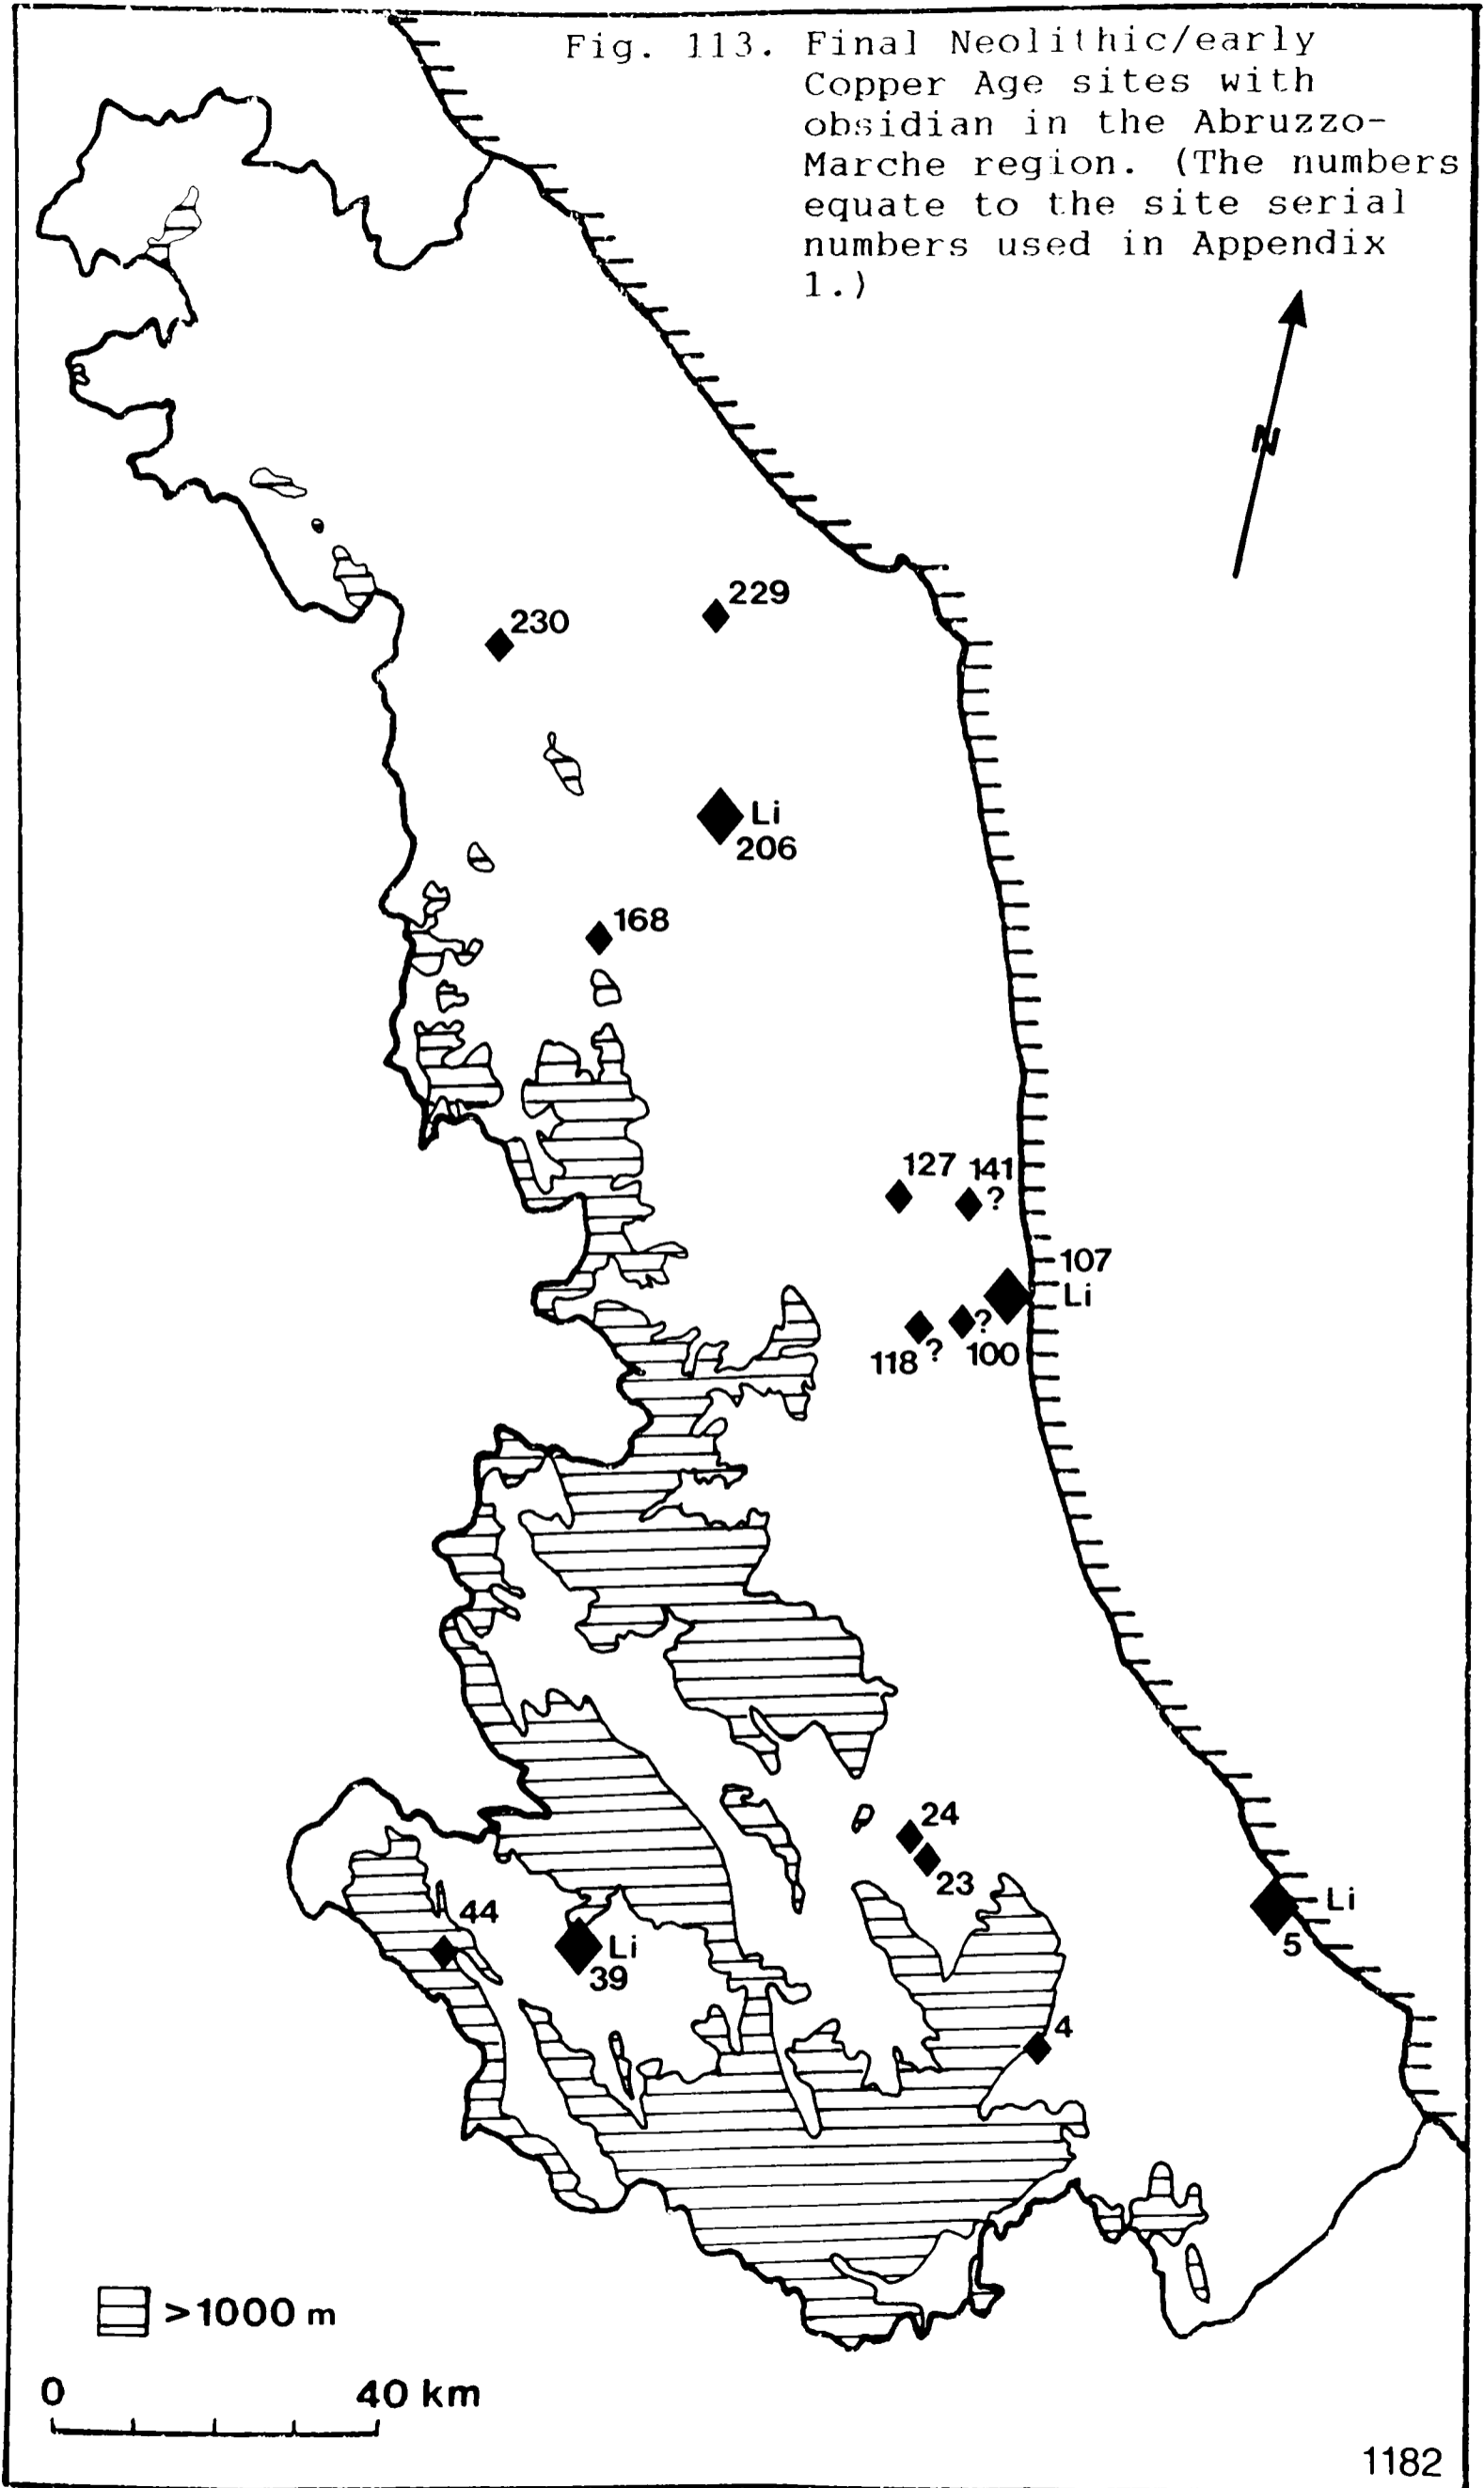 Fig. 113. Final Neolithic/early
Copper Age sites with
obsidian in the Abruzzo-
Marche region. (The numbers
equate to the site serial
numbers used in Appendix
1.)
N
229
230
Li
206
168
127 141
?
107
Li
?
118 ? 100
24
23
44
Li
39
Li
5
4
>1000 m
0 40 km
1182